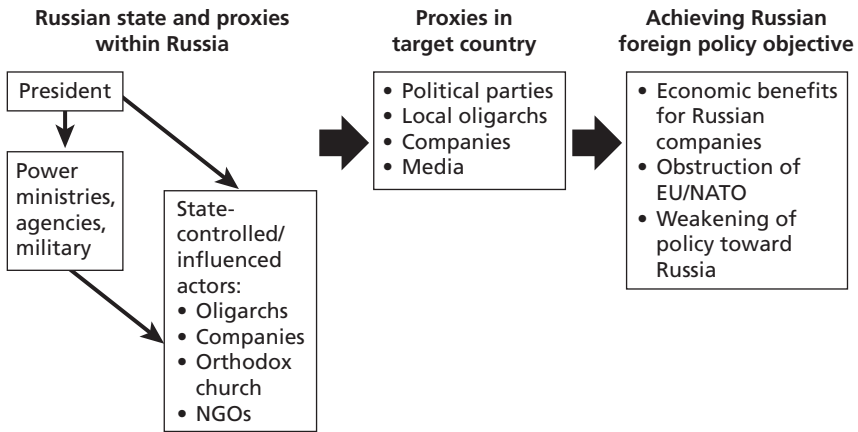 Russian state and proxies
within Russia
President
Power
ministries,
agencies,
military
State-
controlled/
influenced
actors:
• Oligarchs
• Companies
• Orthodox
church
• NGOs
Proxies in
target country
• Political parties
• Local oligarchs
• Companies
• Media
Achieving Russian
foreign policy objective
• Economic benefits
for Russian
companies
• Obstruction of
EU/NATO
• Weakening of
policy toward
Russia